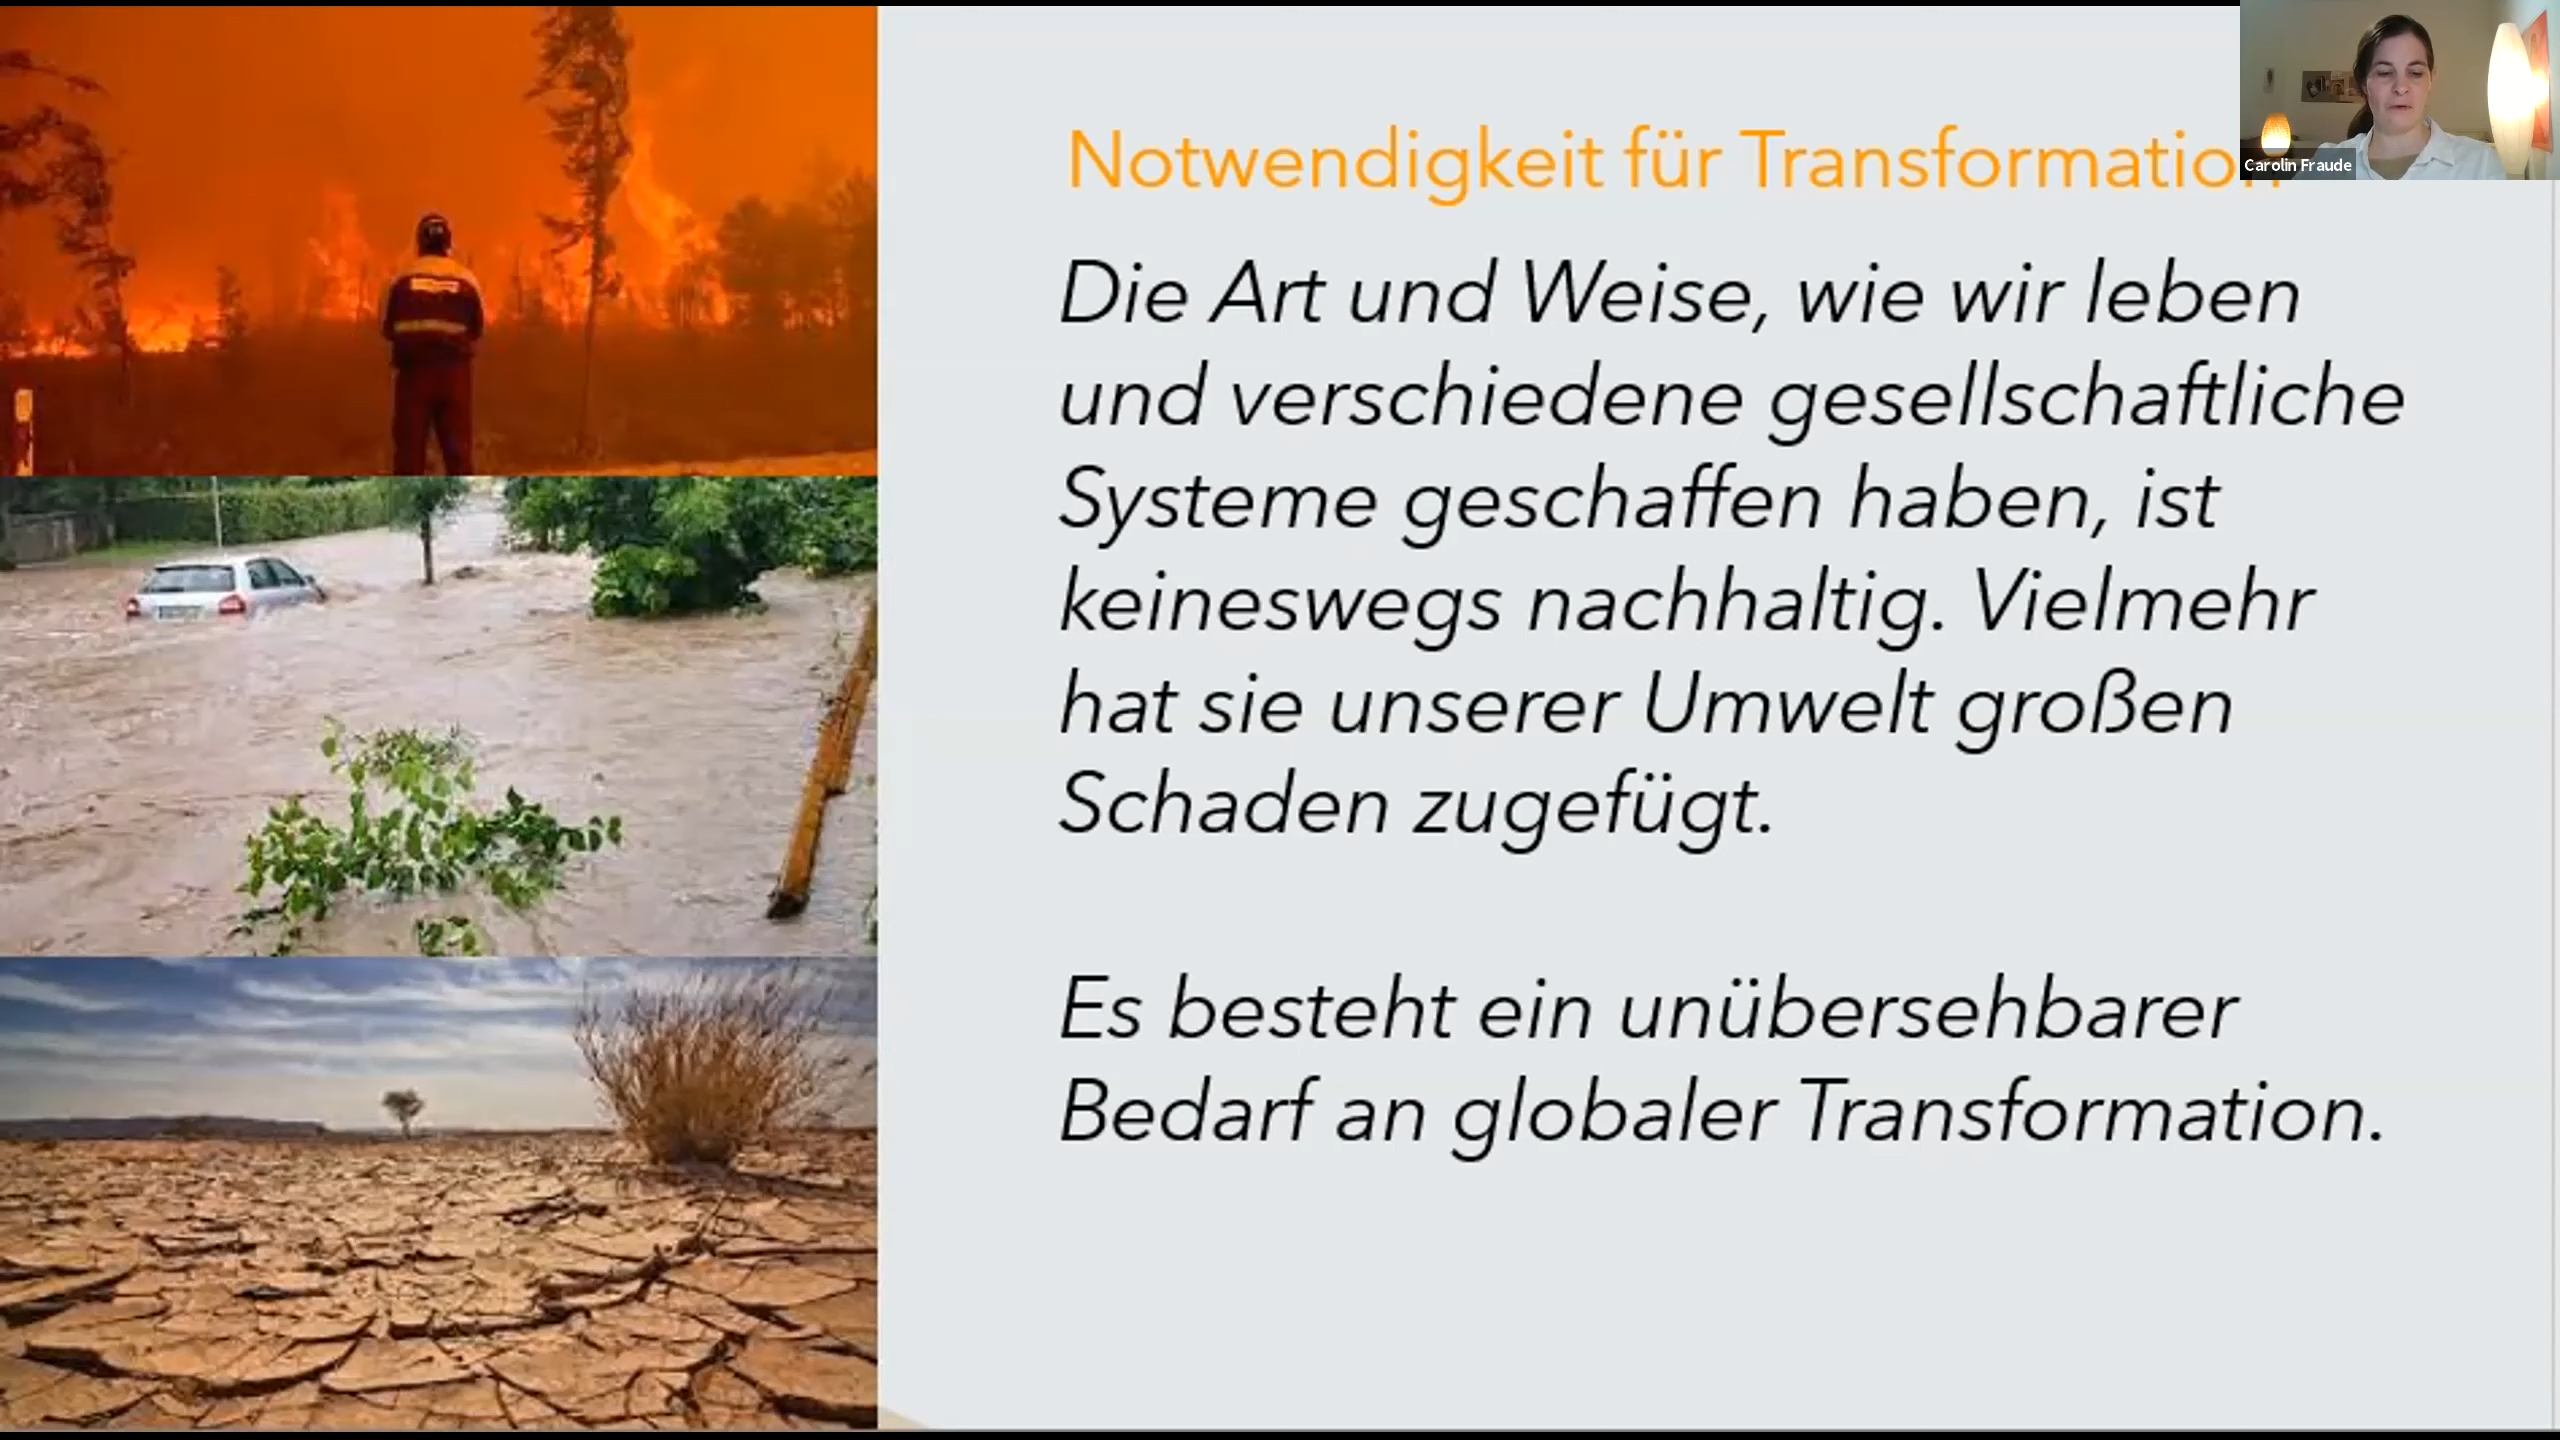 Notwendigkeit für Transformation
Carolin Fraude
Die Art und Weise, wie wir leben
und verschiedene gesellschaftliche
Systeme geschaffen haben, ist
keineswegs nachhaltig. Vielmehr
hat sie unserer Umwelt großen
Schaden zugefügt.
Es besteht ein unübersehbarer
Bedarf an globaler Transformation.